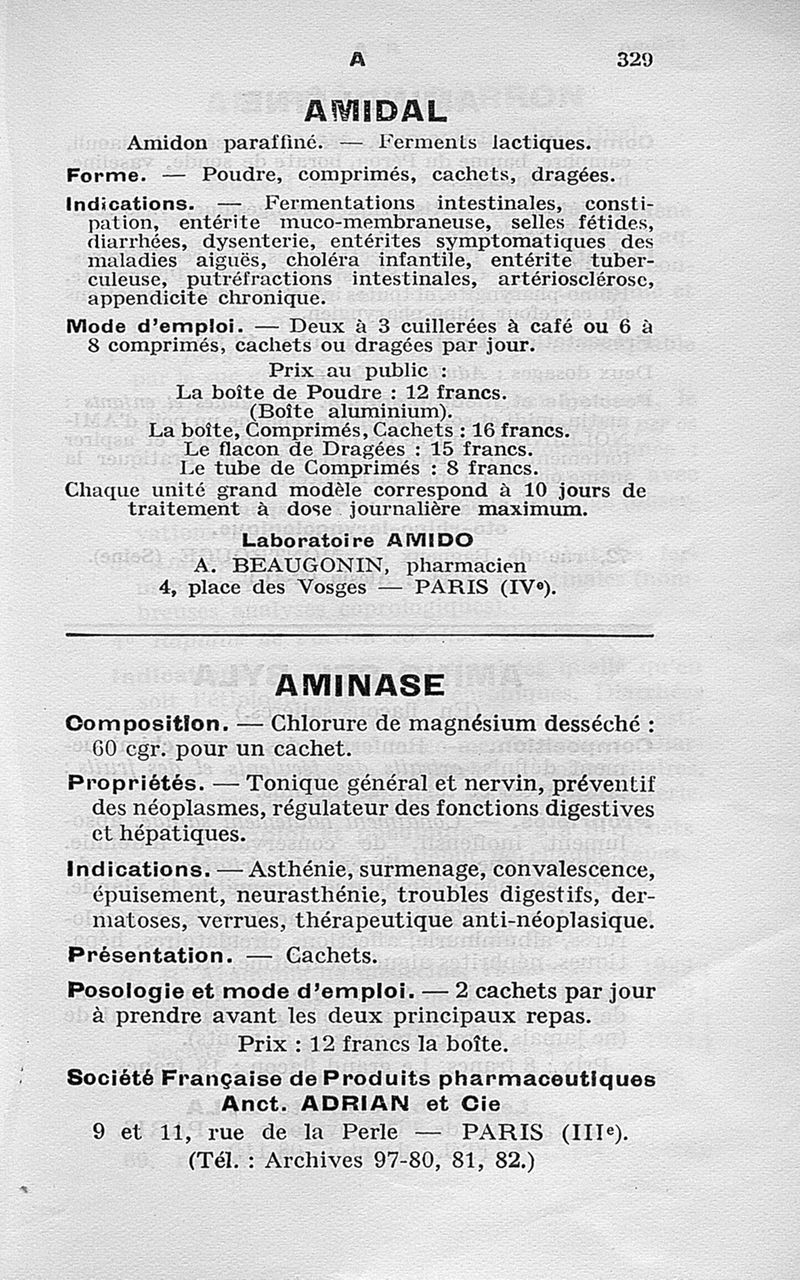 A 329
AMIDAL
Amidon paraffiné. — Ferments lactiques.
Forme. — Poudre, comprimés, cachets, dragées.
Indications. — Fermentations intestinales, consti-
pation, entérite muco-membraneuse, selles fétides,
diarrhées, dysenterie, entérites symptomatiques des
maladies aiguës, choléra infantile, entérite tuber-
culeuse, putréfractions intestinales, artériosclérose,
appendicite chronique.
Mode d'emploi. — Deux à 3 cuillerées à café ou 6 à
8 comprimés, cachets ou dragées par jour.
Prix au public :
La boîte de Poudre : 12 francs.
(Boîte aluminium).
La boîte, Comprimés, Cachets : 16 francs.
Le flacon de Dragées : 15 francs.
Le tube de Comprimés : 8 francs.
Chaque unité grand modèle correspond à 10 jours de
traitement à dose journalière maximum.
Laboratoire AMIDO
A. BEAUGONIN, pharmacien
4, place des Vosges — PARIS (IVe).
AMINASE
Composition. — Chlorure de magnésium desséché :
60 cgr. pour un cachet.
Propriétés. — Tonique général et nervin, préventif
des néoplasmes, régulateur des fonctions digestives
et hépatiques.
Indications. — Asthénie, surmenage, convalescence,
épuisement, neurasthénie, troubles digestifs, der-
matoses, verrues, thérapeutique anti-néoplasique.
Présentation. — Cachets.
Posologie et mode d'emploi. — 2 cachets par jour
à prendre avant les deux principaux repas.
Prix : 12 francs la boîte.
Société Française de Produits pharmaceutiques
Anct. ADRIAN et Cie
9 et 11, rue de la Perle — PARIS (IIIe).
(Tél. : Archives 97-80, 81, 82.)